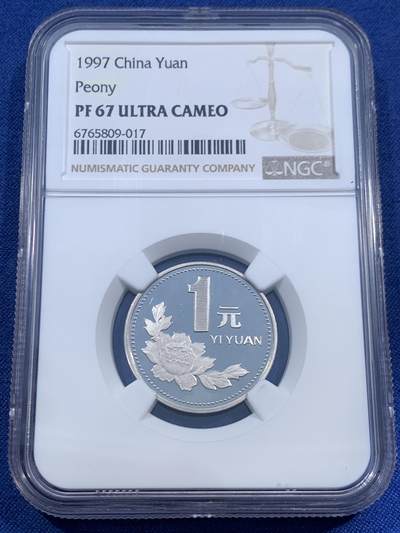 1997 China Yuan
Peony
PF 67 ULTRA CAMEO
6765809-017
NUMISMATIC GUARANTY COMPANY
NGC®
1元
YI YUAN